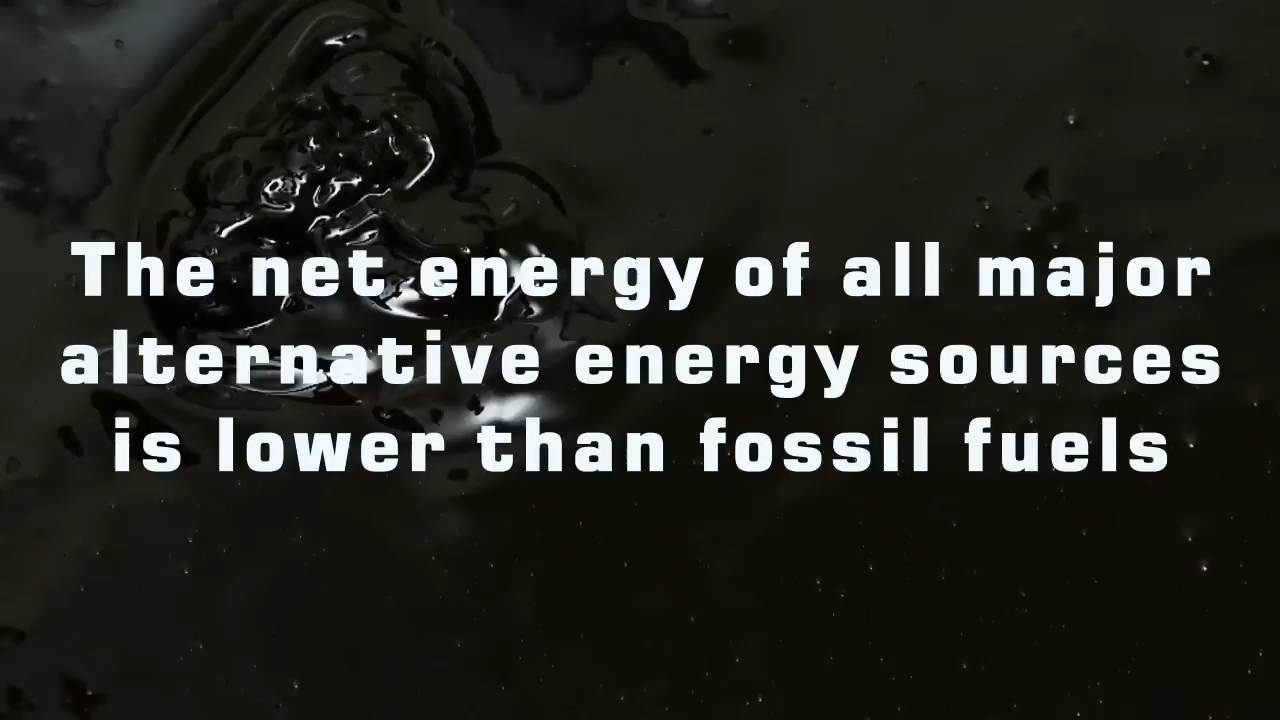 The net energy of all major
alternative energy sources
is lower than fossil fuels